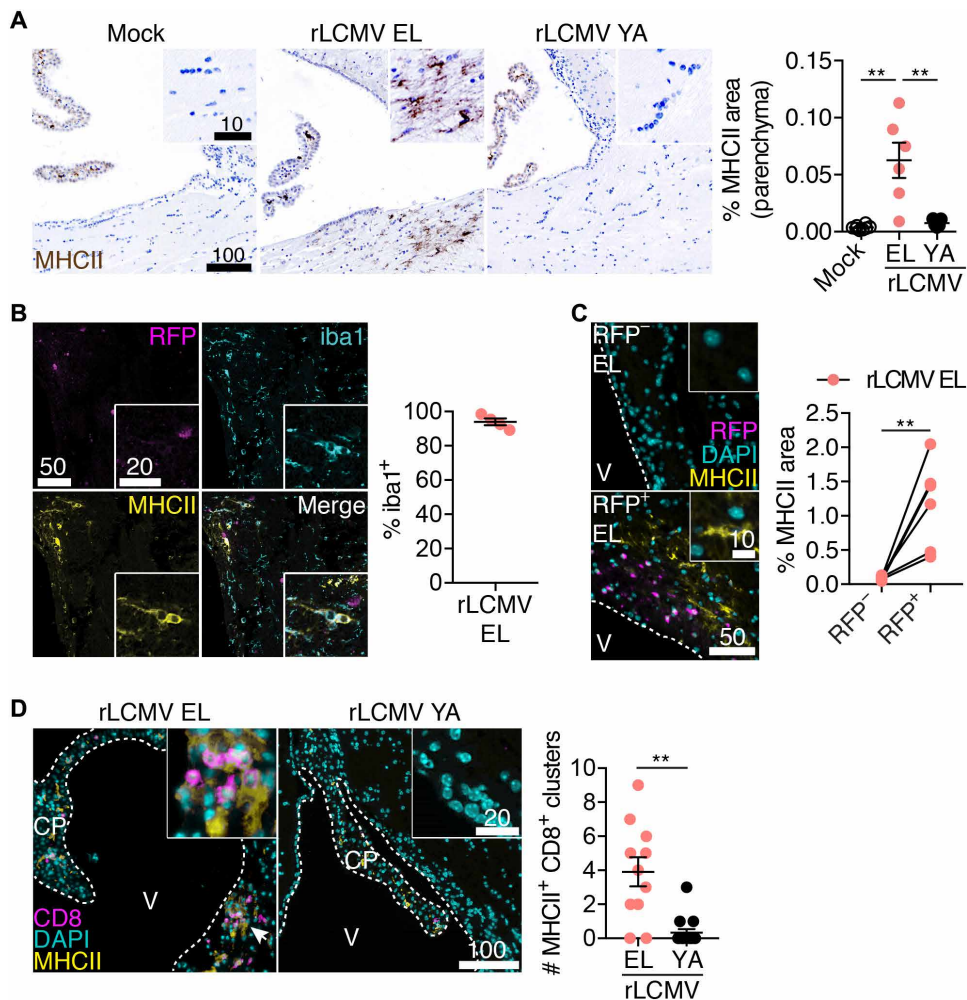 A
Mock
rLCMV EL
rLCMV YA
10
MHCII
100
% MHCII area
(parenchyma)
0.15
0.10
0.05
0.00
**
**
Mock
EL YA
rLCMV
B
RFP
iba1
50
20
MHCII
Merge
% iba1⁺
100
80
60
40
20
0
rLCMV
EL
C
RFP⁻
EL
RFP
DAPI
MHCII
V
RFP⁺
EL
10
V
50
rLCMV EL
% MHCII area
2.5
2.0
1.5
1.0
0.5
0.0
**
RFP⁻
RFP⁺
D
rLCMV EL
rLCMV YA
CP
V
CD8
DAPI
MHCII
20
CP
V
100
# MHCII⁺ CD8⁺ clusters
10
8
6
4
2
0
**
EL YA
rLCMV